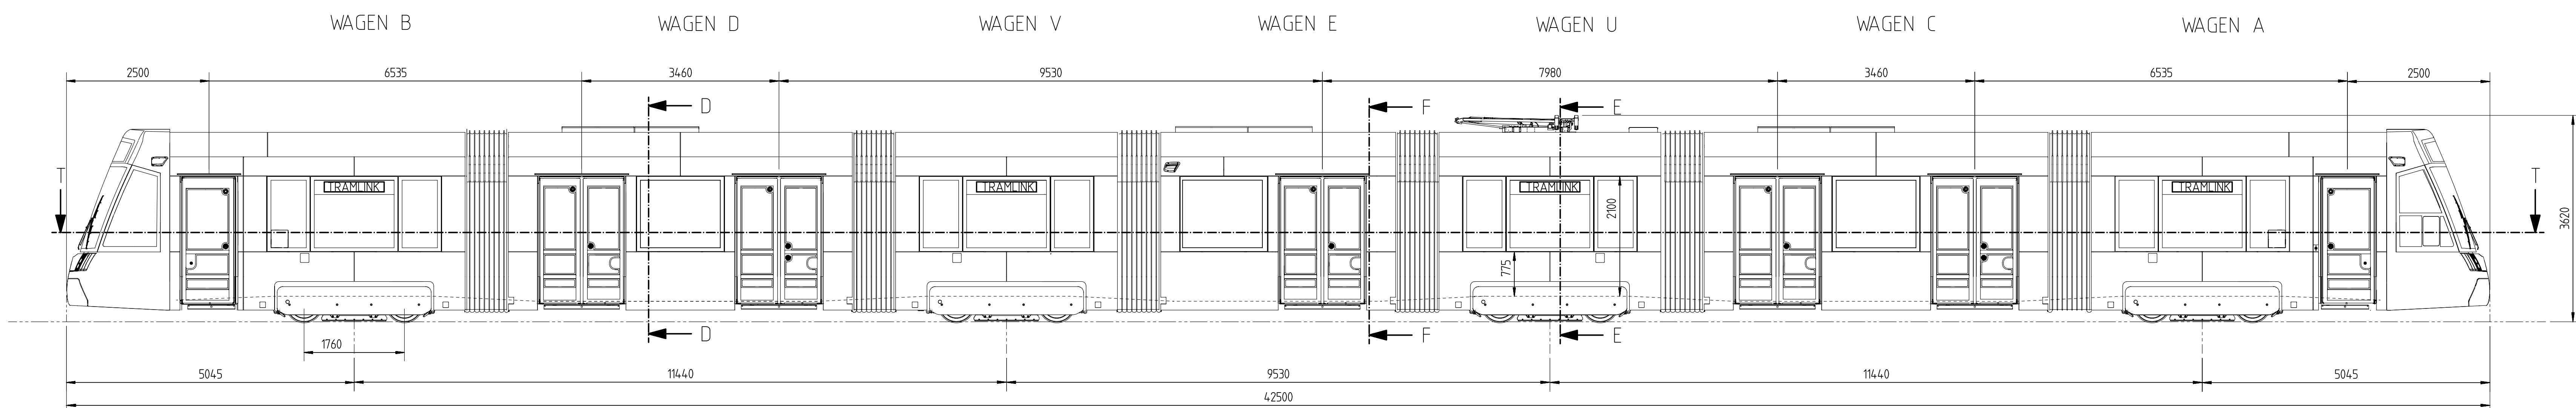 WAGEN B WAGEN D WAGEN V WAGEN E WAGEN U WAGEN C WAGEN A
2500 6535 3460 9530 7980 3460 6535 2500
D F E
T T
TRAMLINK TRAMLINK TRAMLINK TRAMLINK
2100
3620
775
D F E
1760
5045 11440 9530 11440 5045
42500